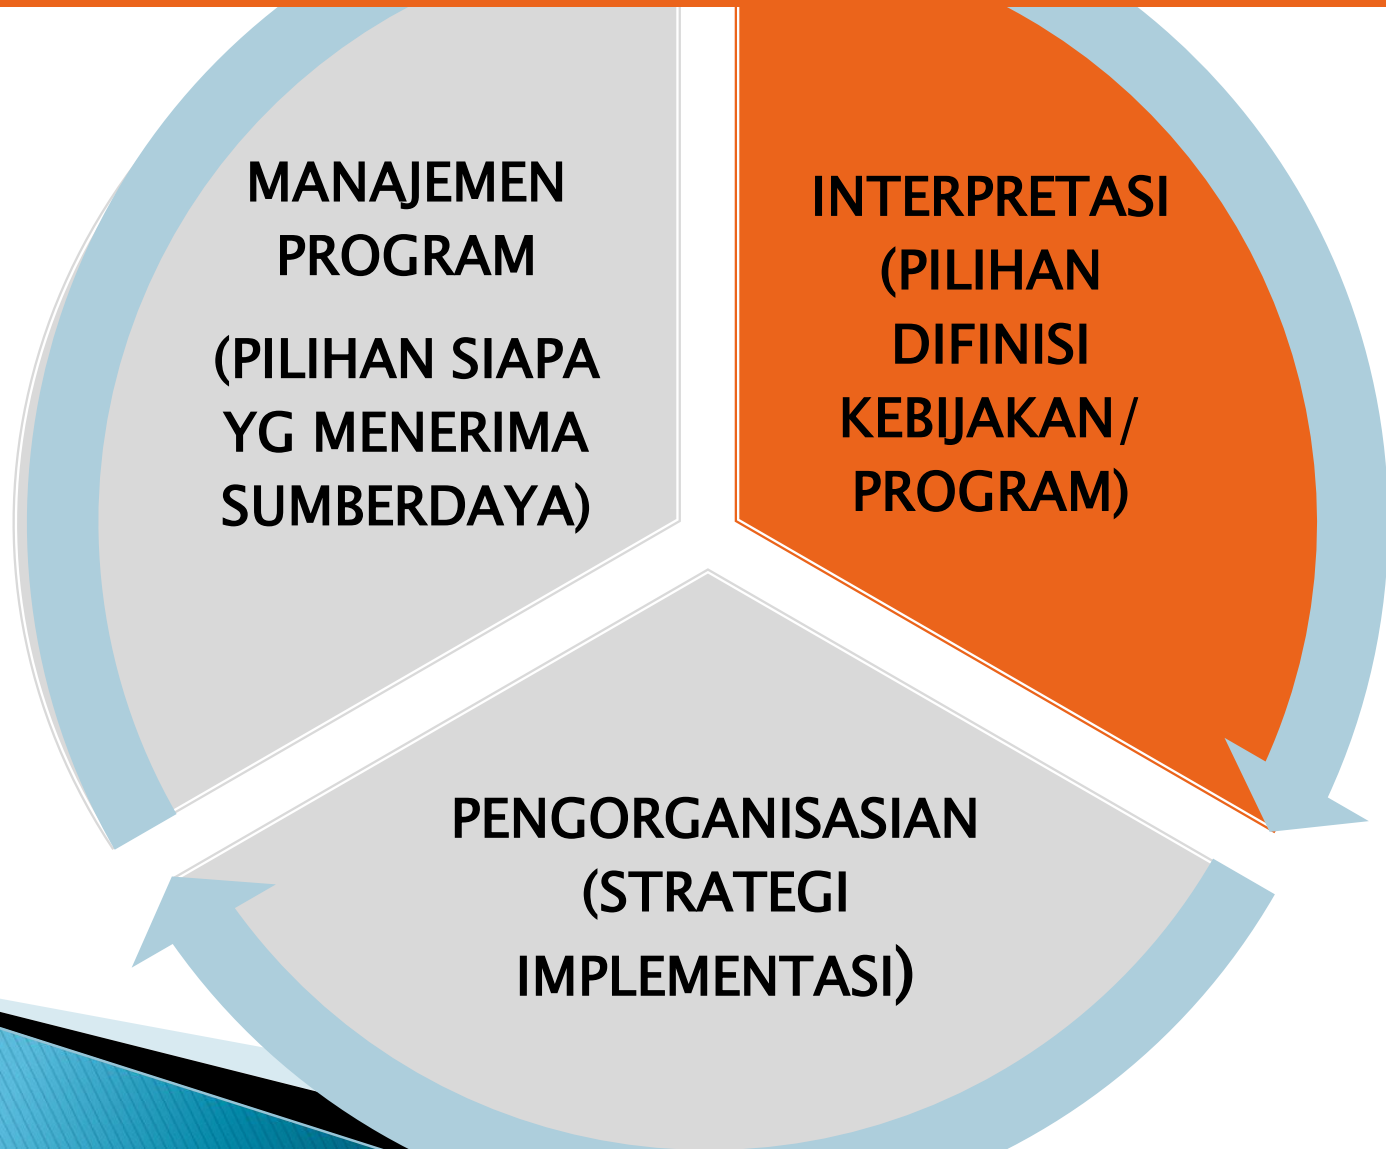 MANAJEMEN
PROGRAM
(PILIHAN SIAPA
YG MENERIMA
SUMBERDAYA)
INTERPRETASI
(PILIHAN
DIFINISI
KEBIJAKAN/
PROGRAM)
PENGORGANISASIAN
(STRATEGI
IMPLEMENTASI)